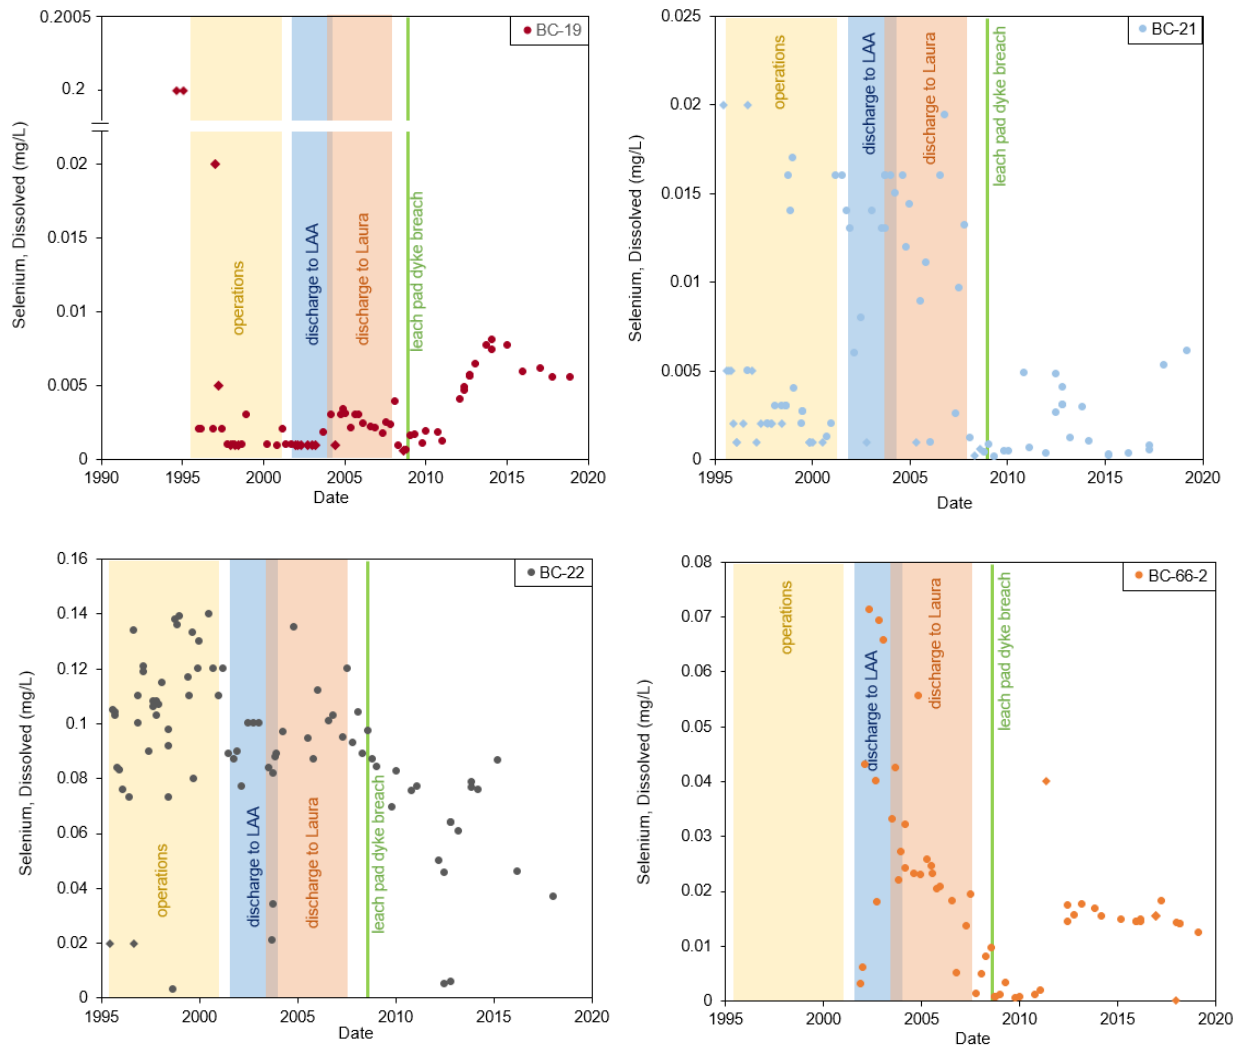 0.2005
0.2
0.02
0.015
0.01
0.005
0
1990 1995 2000 2005 2010 2015 2020
Date
Selenium, Dissolved (mg/L)
operations
discharge to LAA
discharge to Laura
leach pad dyke breach
BC-19
0.025
0.020
0.015
0.010
0.005
0
1995 2000 2005 2010 2015 2020
Date
Selenium, Dissolved (mg/L)
operations
discharge to LAA
discharge to Laura
leach pad dyke breach
BC-21
0.16
0.14
0.12
0.1
0.08
0.06
0.04
0.02
0
1995 2000 2005 2010 2015 2020
Date
Selenium, Dissolved (mg/L)
operations
discharge to LAA
discharge to Laura
leach pad dyke breach
BC-22
0.08
0.07
0.06
0.05
0.04
0.03
0.02
0.01
0
1995 2000 2005 2010 2015 2020
Date
Selenium, Dissolved (mg/L)
operations
discharge to LAA
discharge to Laura
leach pad dyke breach
BC-66-2